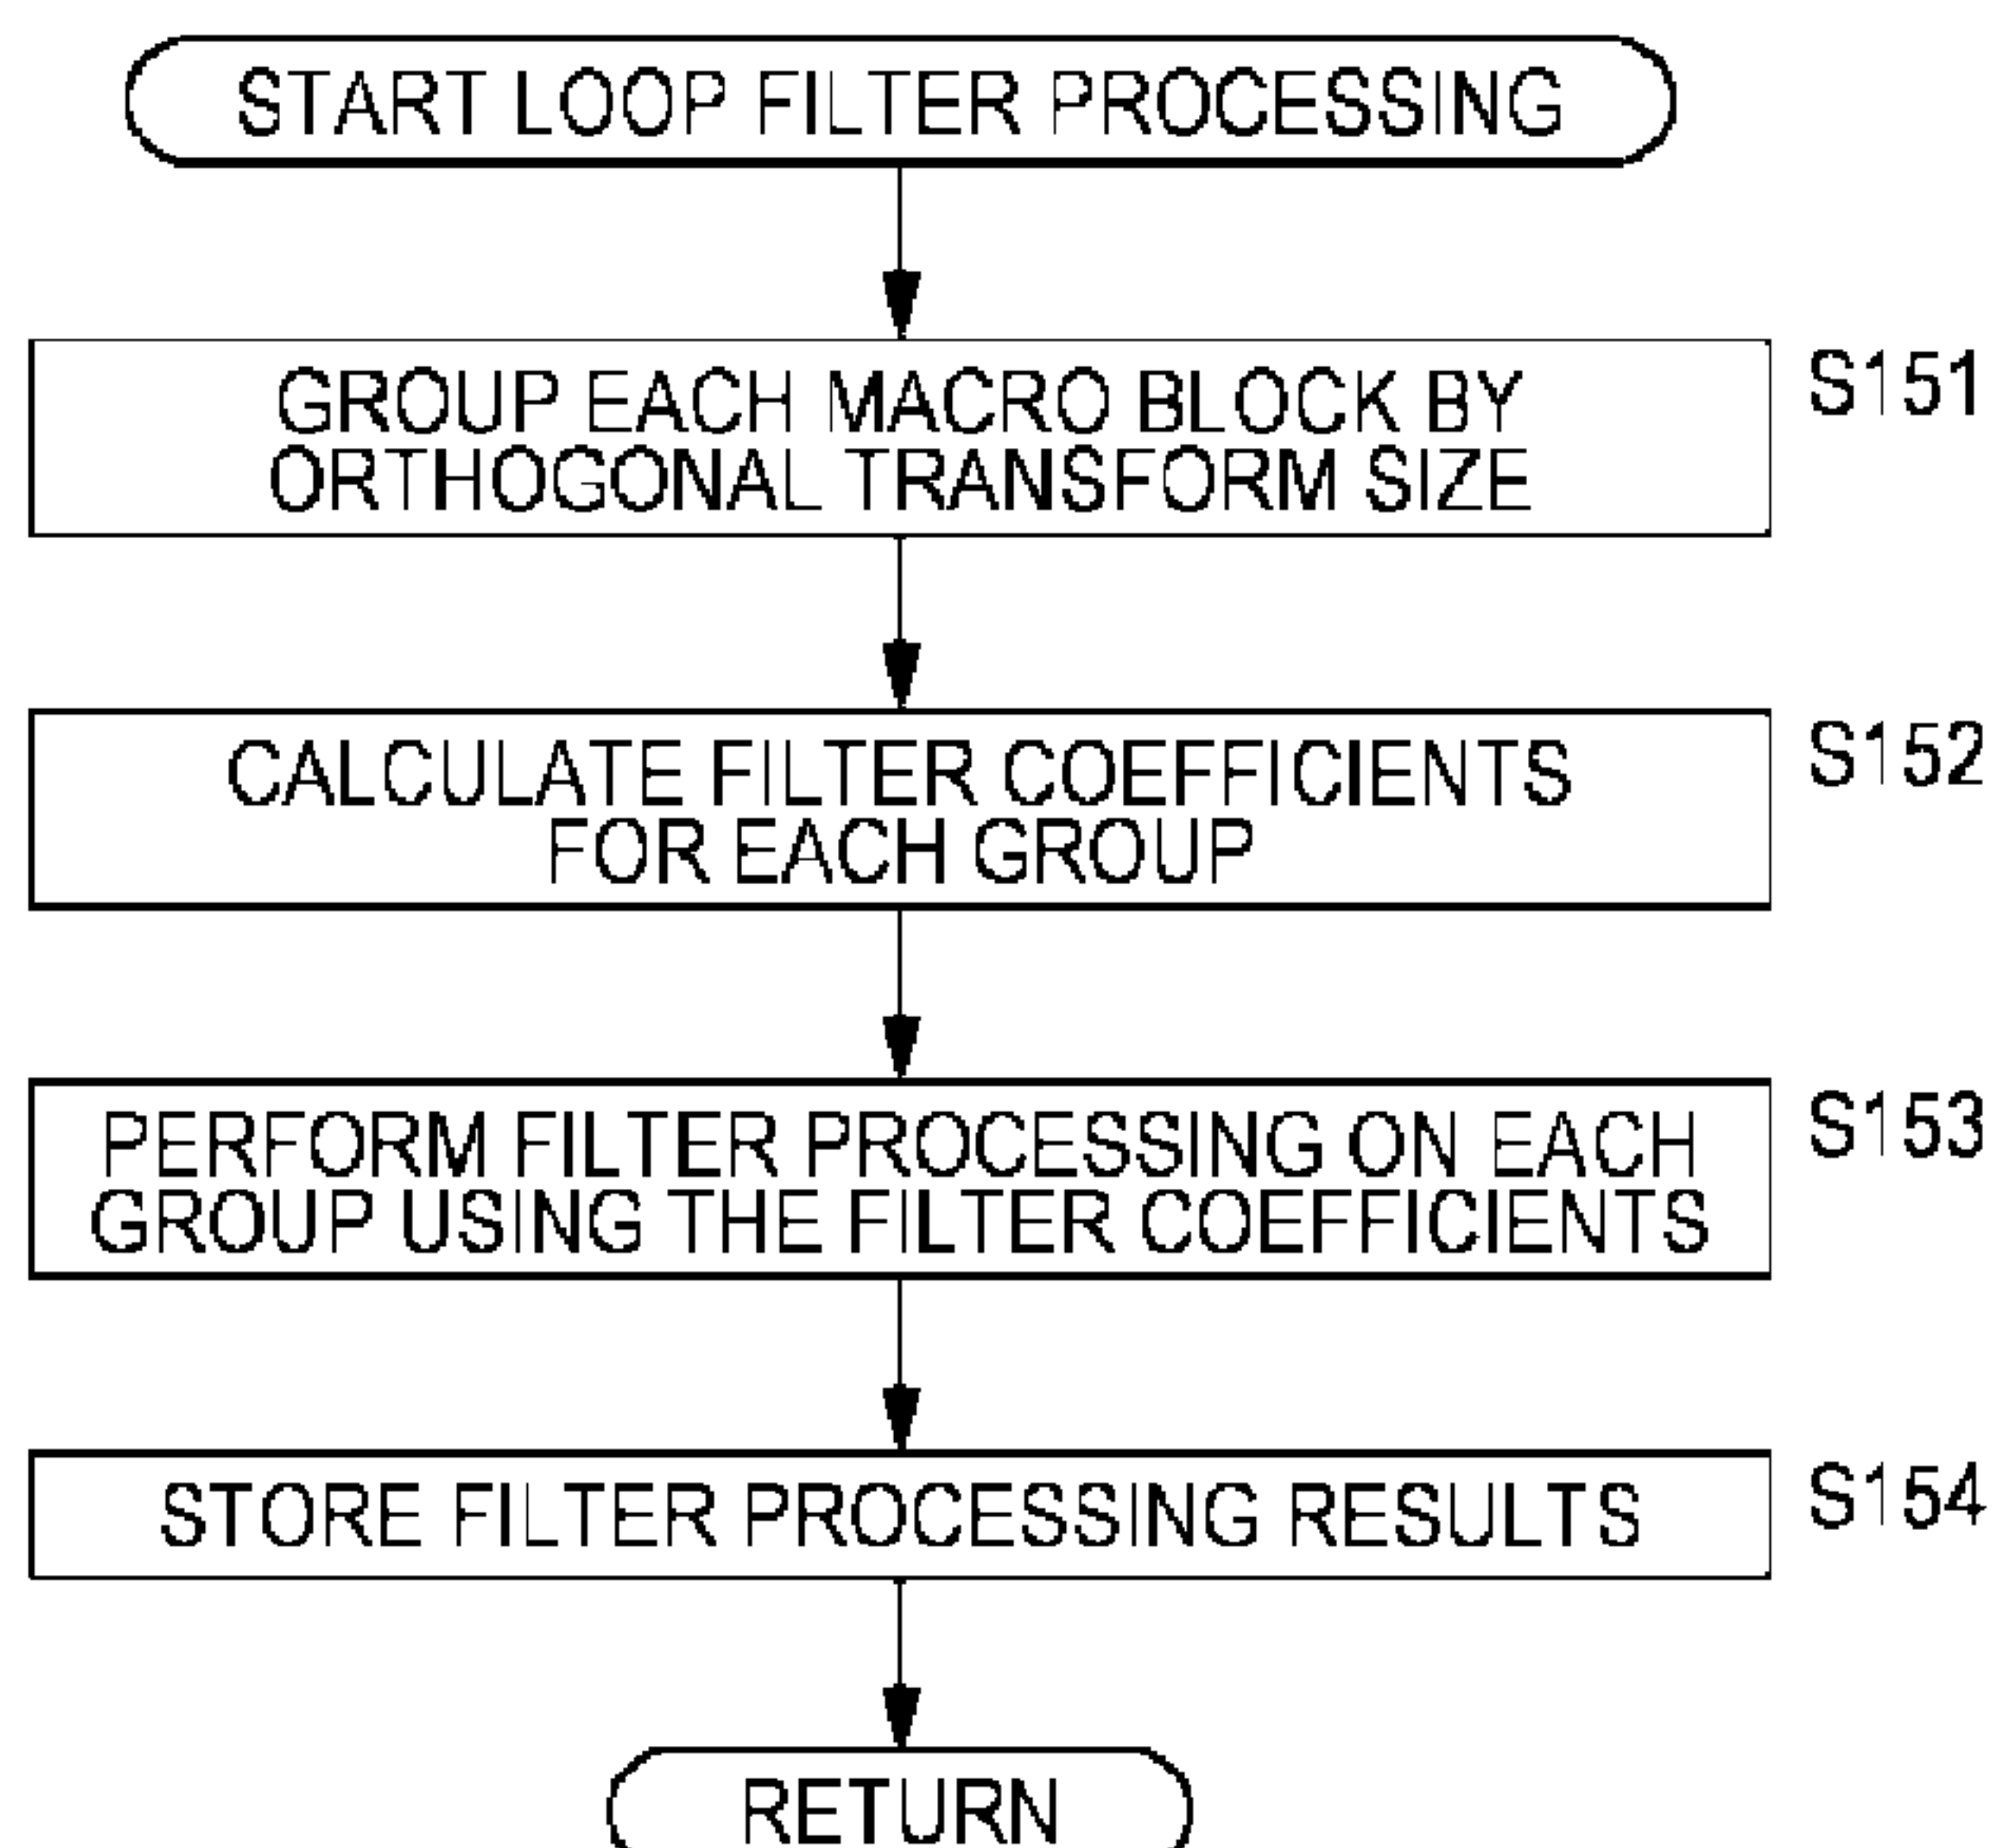 START LOOP FILTER PROCESSING
GROUP EACH MACRO BLOCK BY
ORTHOGONAL TRANSFORM SIZE
S151
CALCULATE FILTER COEFFICIENTS
FOR EACH GROUP
S152
PERFORM FILTER PROCESSING ON EACH
GROUP USING THE FILTER COEFFICIENTS
S153
STORE FILTER PROCESSING RESULTS
S154
RETURN